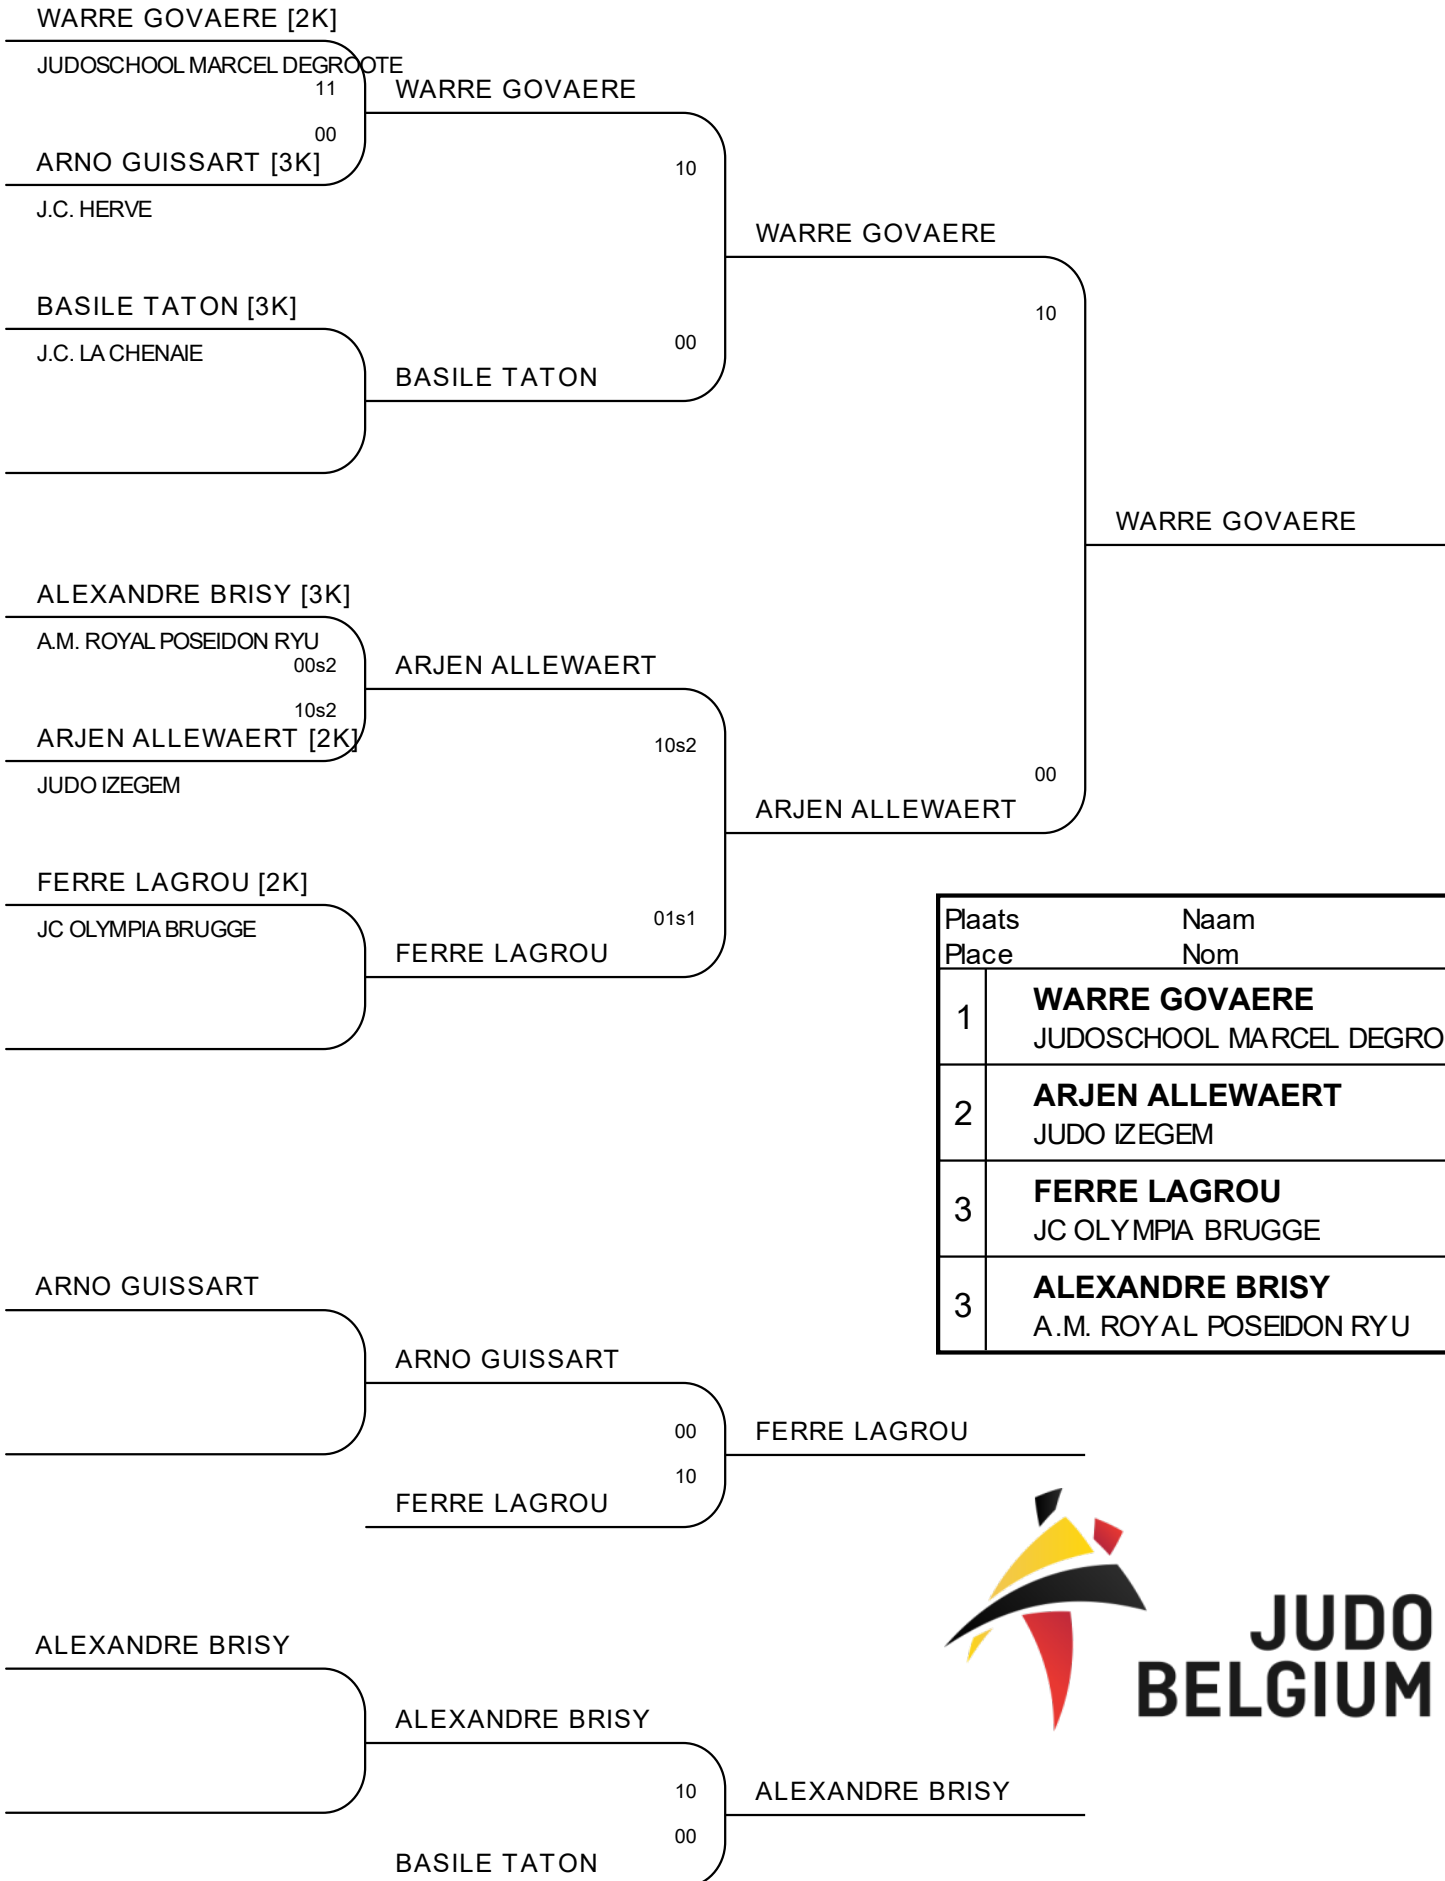 WARRE GOVAERE [2K]
JUDOSCHOOL MARCEL DEGROOTE
11
WARRE GOVAERE
00
ARNO GUISSART [3K]
10
J.C. HERVE
WARRE GOVAERE
BASILE TATON [3K]
10
J.C. LA CHENAIE
00
BASILE TATON
WARRE GOVAERE
ALEXANDRE BRISY [3K]
A.M. ROYAL POSEIDON RYU
00s2
ARJEN ALLEWAERT
10s2
ARJEN ALLEWAERT [2K]
10s2
JUDO IZEGEM
00
ARJEN ALLEWAERT
FERRE LAGROU [2K]
JC OLYMPIA BRUGGE
01s1
FERRE LAGROU
Plaats Naam
Place Nom
1 WARRE GOVAERE
JUDOSCHOOL MARCEL DEGRO
2 ARJEN ALLEWAERT
JUDO IZEGEM
3 FERRE LAGROU
JC OLYMPIA BRUGGE
3 ALEXANDRE BRISY
A.M. ROYAL POSEIDON RYU
ARNO GUISSART
ARNO GUISSART
00
FERRE LAGROU
10
FERRE LAGROU
JUDO
BELGIUM
ALEXANDRE BRISY
ALEXANDRE BRISY
10
ALEXANDRE BRISY
00
BASILE TATON